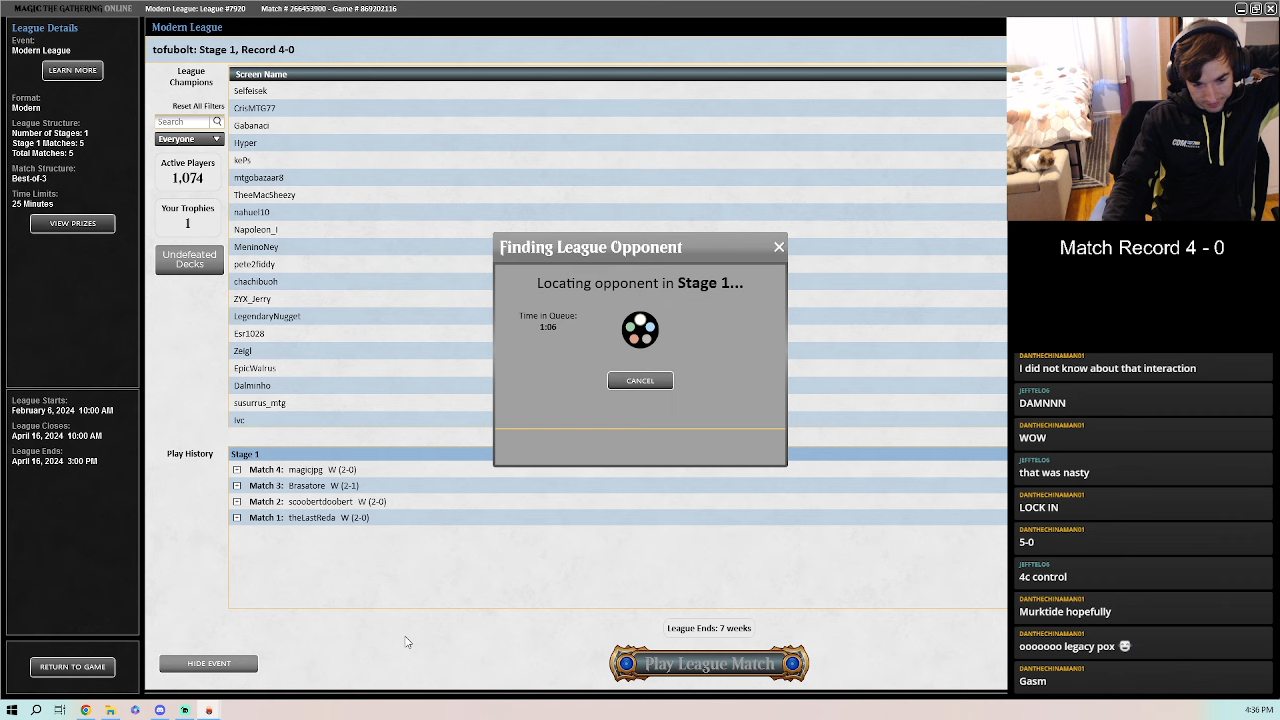 MAGIC THE GATHERING ONLINE
Modern League: League #7920
Match # 266453900 - Game # 869202116
League Details
Event:
Modern League
LEARN MORE
Format:
Modern
League Structure:
Number of Stages: 1
Stage 1 Matches: 5
Total Matches: 5
Match Structure:
Best-of-3
Time Limits:
25 Minutes
VIEW PRIZES
League Starts:
February 6, 2024 10:00 AM
League Closes:
April 16, 2024 10:00 AM
League Ends:
April 16, 2024 3:00 PM
RETURN TO GAME
Modern League
tofubolt: Stage 1, Record 4-0
League
Champions
Reset All Filters
Search
Everyone
Active Players
1,074
Your Trophies
1
Undefeated
Decks
Screen Name
Selfeisek
CrisMTG77
Gabanaci
Hyper
kePs
mtgobazaar8
TheeMacSheezy
nahuel10
Napoleon_I
MeninoNey
pete2fiddy
chachibuoh
ZYX_Jerry
LegendaryNugget
Esr1028
Zeigl
EpicWalrus
Dalminho
susurrus_mtg
Finding League Opponent
Locating opponent in Stage 1...
Time in Queue:
1:06
CANCEL
Play History
Stage 1
Match 4: magicjpg W (2-0)
Match 3: Brasatore W (2-1)
Match 2: scoobertdoobert W (2-0)
Match 1: theLastReda W (2-0)
League Ends: 7 weeks
HIDE EVENT
Play League Match
Match Record 4 - 0
DANTHECHINAMAN01
I did not know about that interaction
JEFFTELO6
DAMNNN
DANTHECHINAMAN01
WOW
JEFFTELO6
that was nasty
DANTHECHINAMAN01
LOCK IN
DANTHECHINAMAN01
5-0
JEFFTELO6
4c control
DANTHECHINAMAN01
Murktide hopefully
DANTHECHINAMAN01
ooooooo legacy pox
DANTHECHINAMAN01
Gasm
4:36 PM